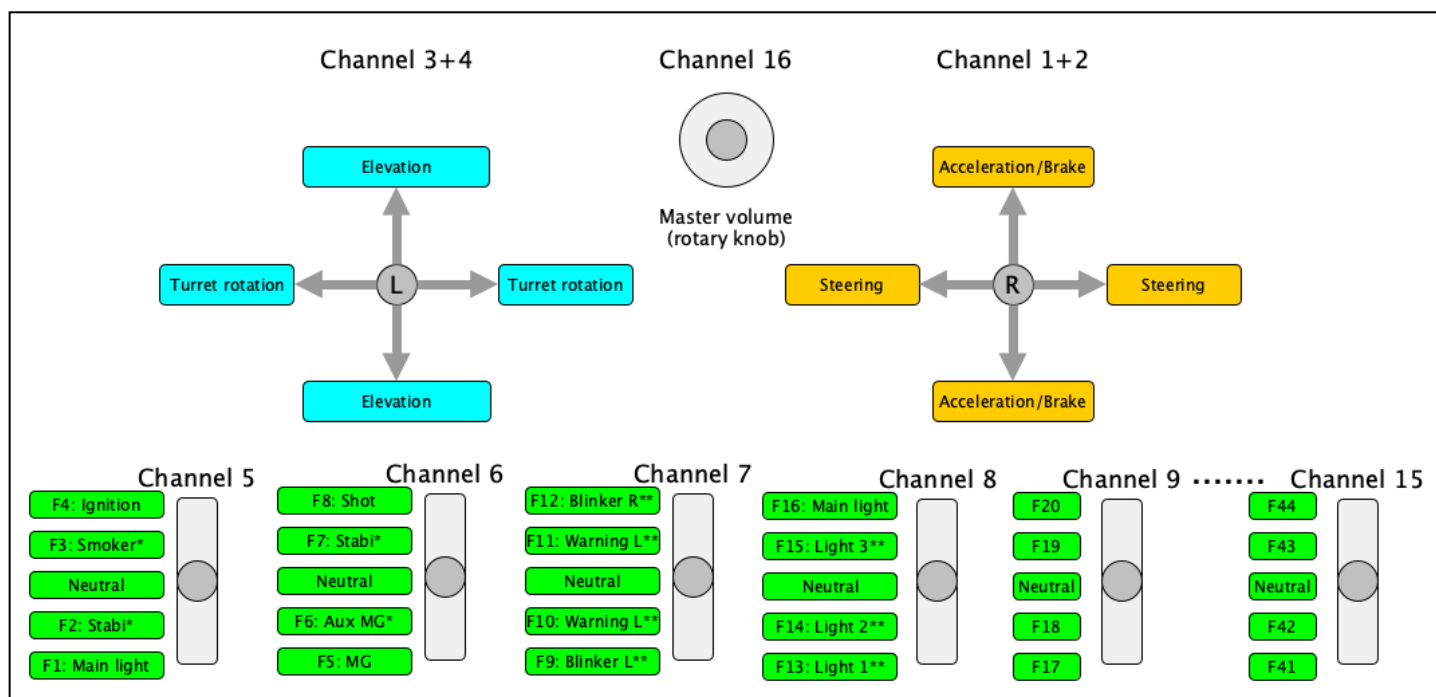 Channel 3+4
Channel 16
Channel 1+2
Elevation
Acceleration/Brake
Master volume
(rotary knob)
Turret rotation
L
Turret rotation
Steering
R
Steering
Elevation
Acceleration/Brake
Channel 5
F4: Ignition
F3: Smoker*
Neutral
F2: Stabi*
F1: Main light
Channel 6
F8: Shot
F7: Stabi*
Neutral
F6: Aux MG*
F5: MG
Channel 7
F12: Blinker R**
F11: Warning L**
Neutral
F10: Warning L**
F9: Blinker L**
Channel 8
F16: Main light
F15: Light 3**
Neutral
F14: Light 2**
F13: Light 1**
Channel 9 ....... Channel 15
F20
F19
Neutral
F18
F17
F44
F43
Neutral
F42
F41